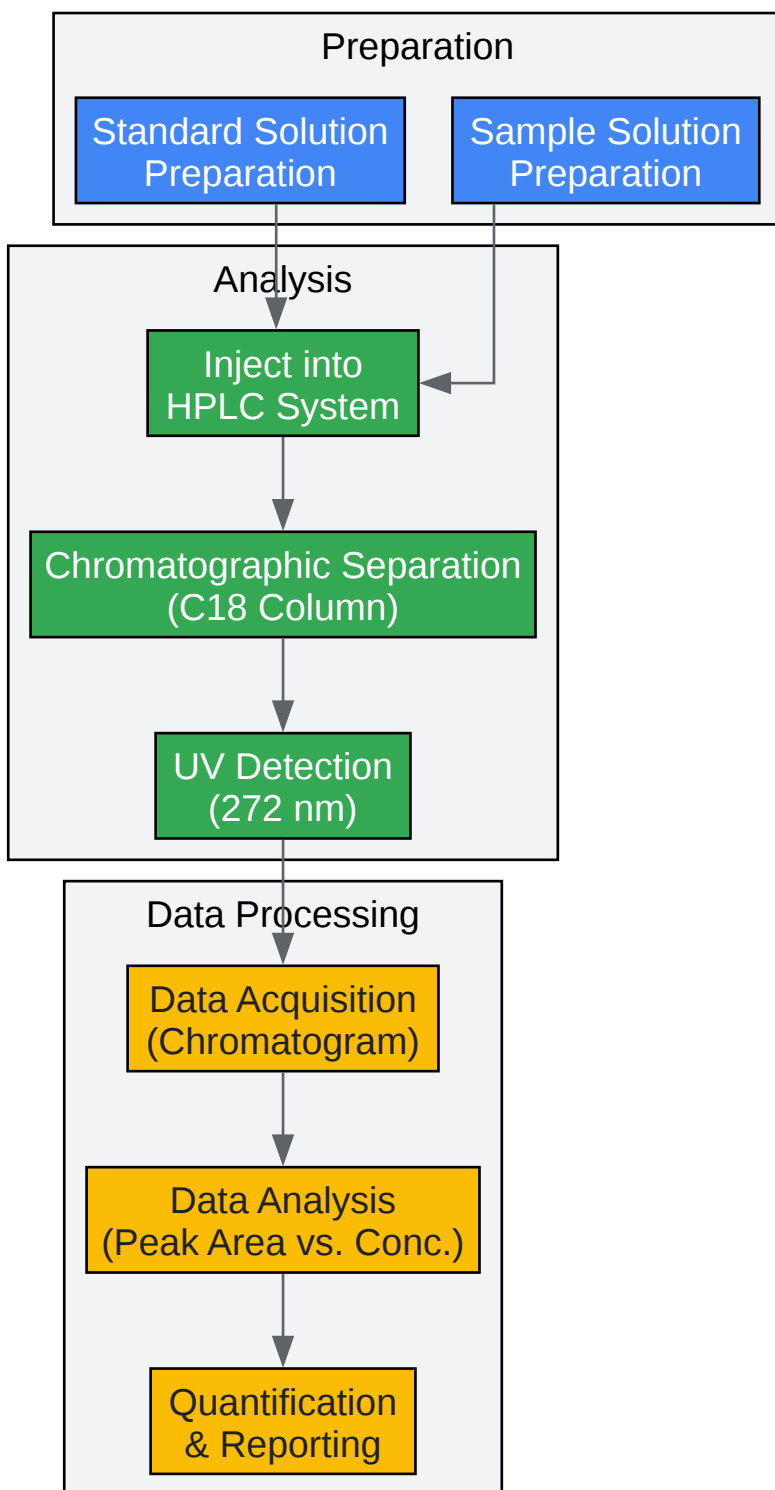 Preparation
Standard Solution
Preparation
Sample Solution
Preparation
Analysis
Inject into
HPLC System
Chromatographic Separation
(C18 Column)
UV Detection
(272 nm)
Data Processing
Data Acquisition
(Chromatogram)
Data Analysis
(Peak Area vs. Conc.)
Quantification
& Reporting